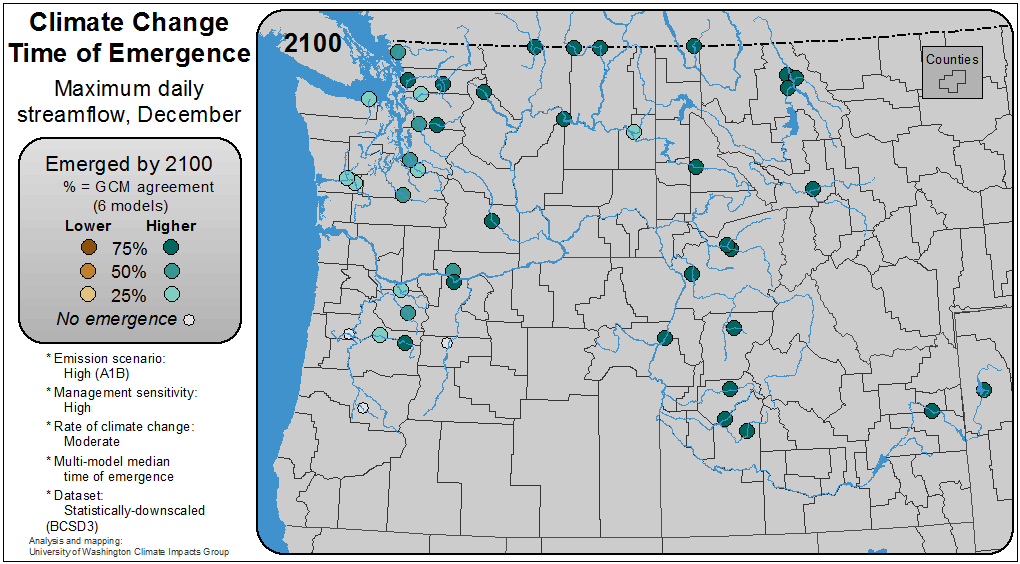 Climate Change
Time of Emergence
Maximum daily
streamflow, December
Emerged by 2100
% = GCM agreement
(6 models)
Lower Higher
75%
50%
25%
No emergence
* Emission scenario:
High (A1B)
* Management sensitivity:
High
* Rate of climate change:
Moderate
* Multi-model median
time of emergence
* Dataset:
Statistically-downscaled
(BCSD3)
Analysis and mapping:
University of Washington Climate Impacts Group
2100
Counties